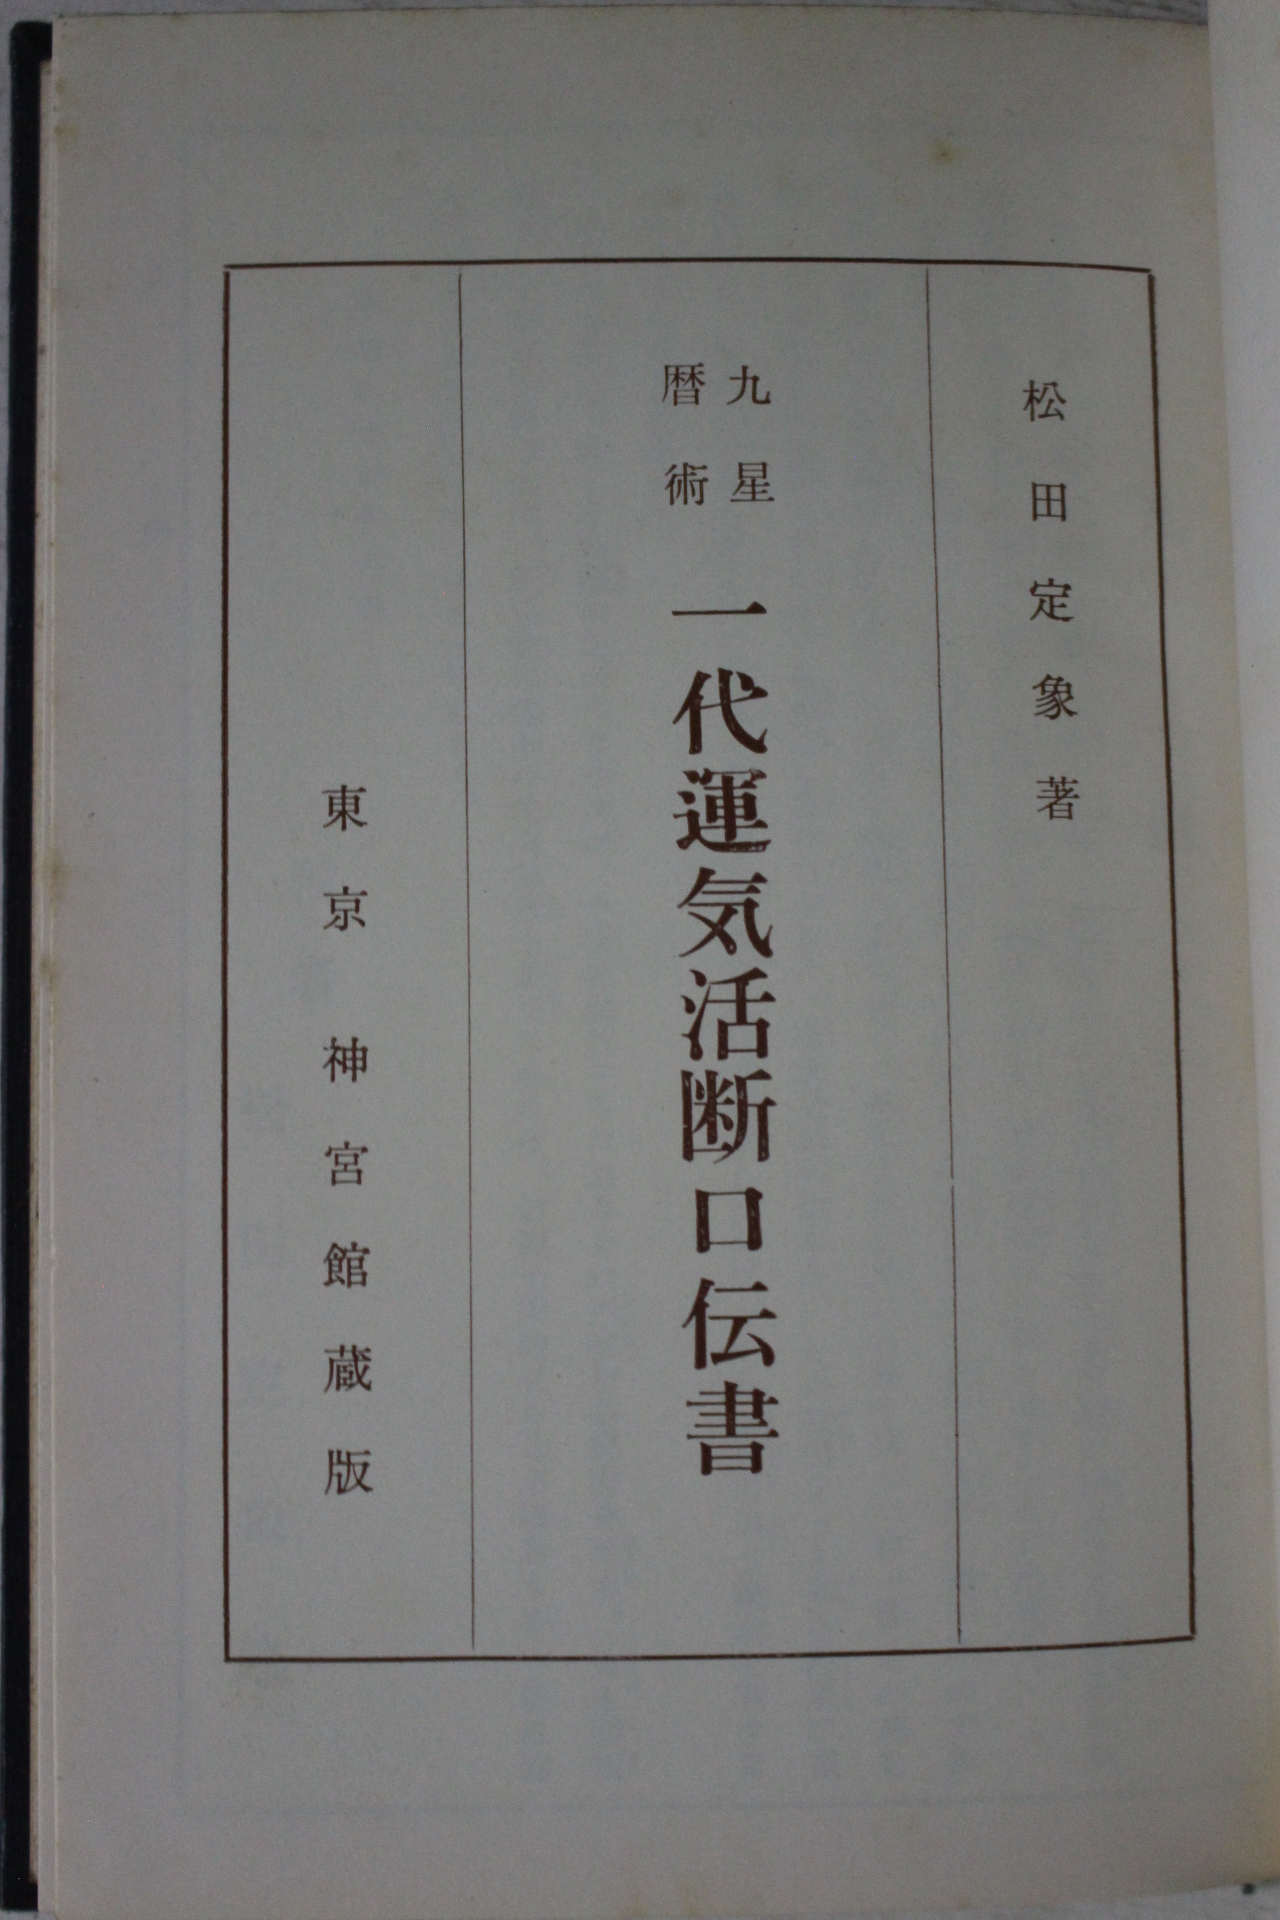 松田定象著
九星
暦術
一代運気活断口伝書
東京 神宮館蔵版